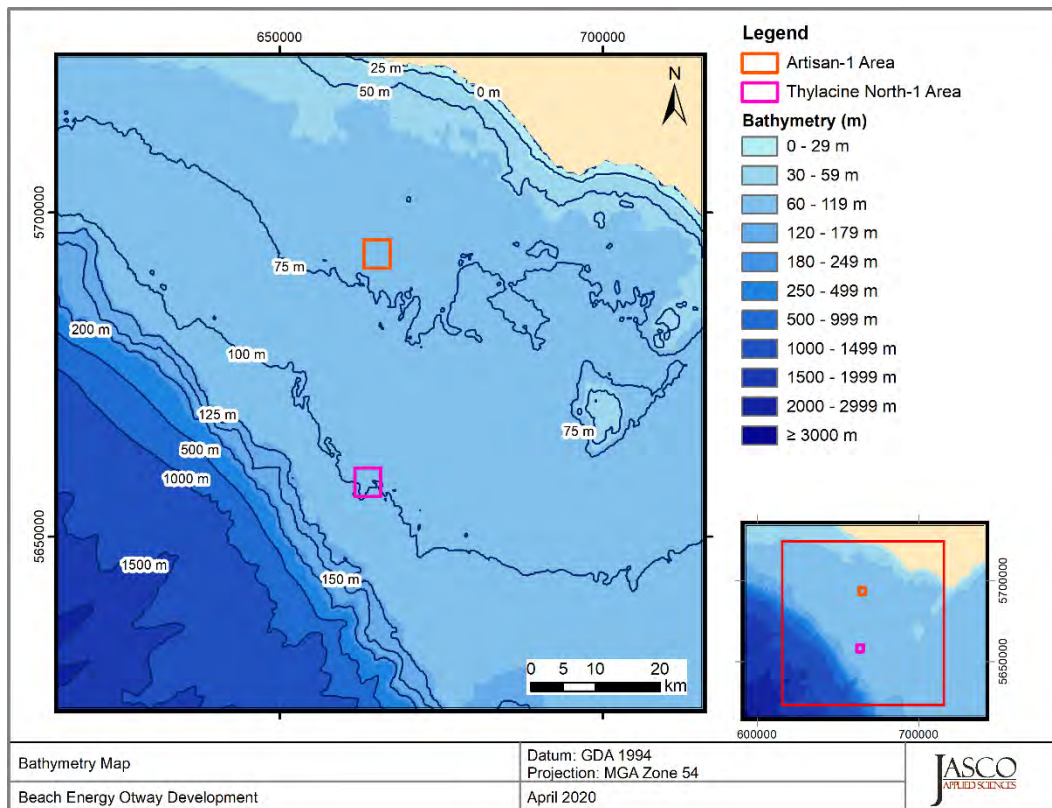 650000
700000
25 m
50 m
0 m
N
5700000
75 m
200 m
100 m
125 m
75 m
500 m
1000 m
5650000
1500 m
150 m
0 5 10 20
km
Legend
Artisan-1 Area
Thylacine North-1 Area
Bathymetry (m)
0 - 29 m
30 - 59 m
60 - 119 m
120 - 179 m
180 - 249 m
250 - 499 m
500 - 999 m
1000 - 1499 m
1500 - 1999 m
2000 - 2999 m
≥ 3000 m
5700000
5650000
600000
700000
Bathymetry Map
Datum: GDA 1994
Projection: MGA Zone 54
Beach Energy Otway Development
April 2020
JASCO
APPLIED SCIENCES